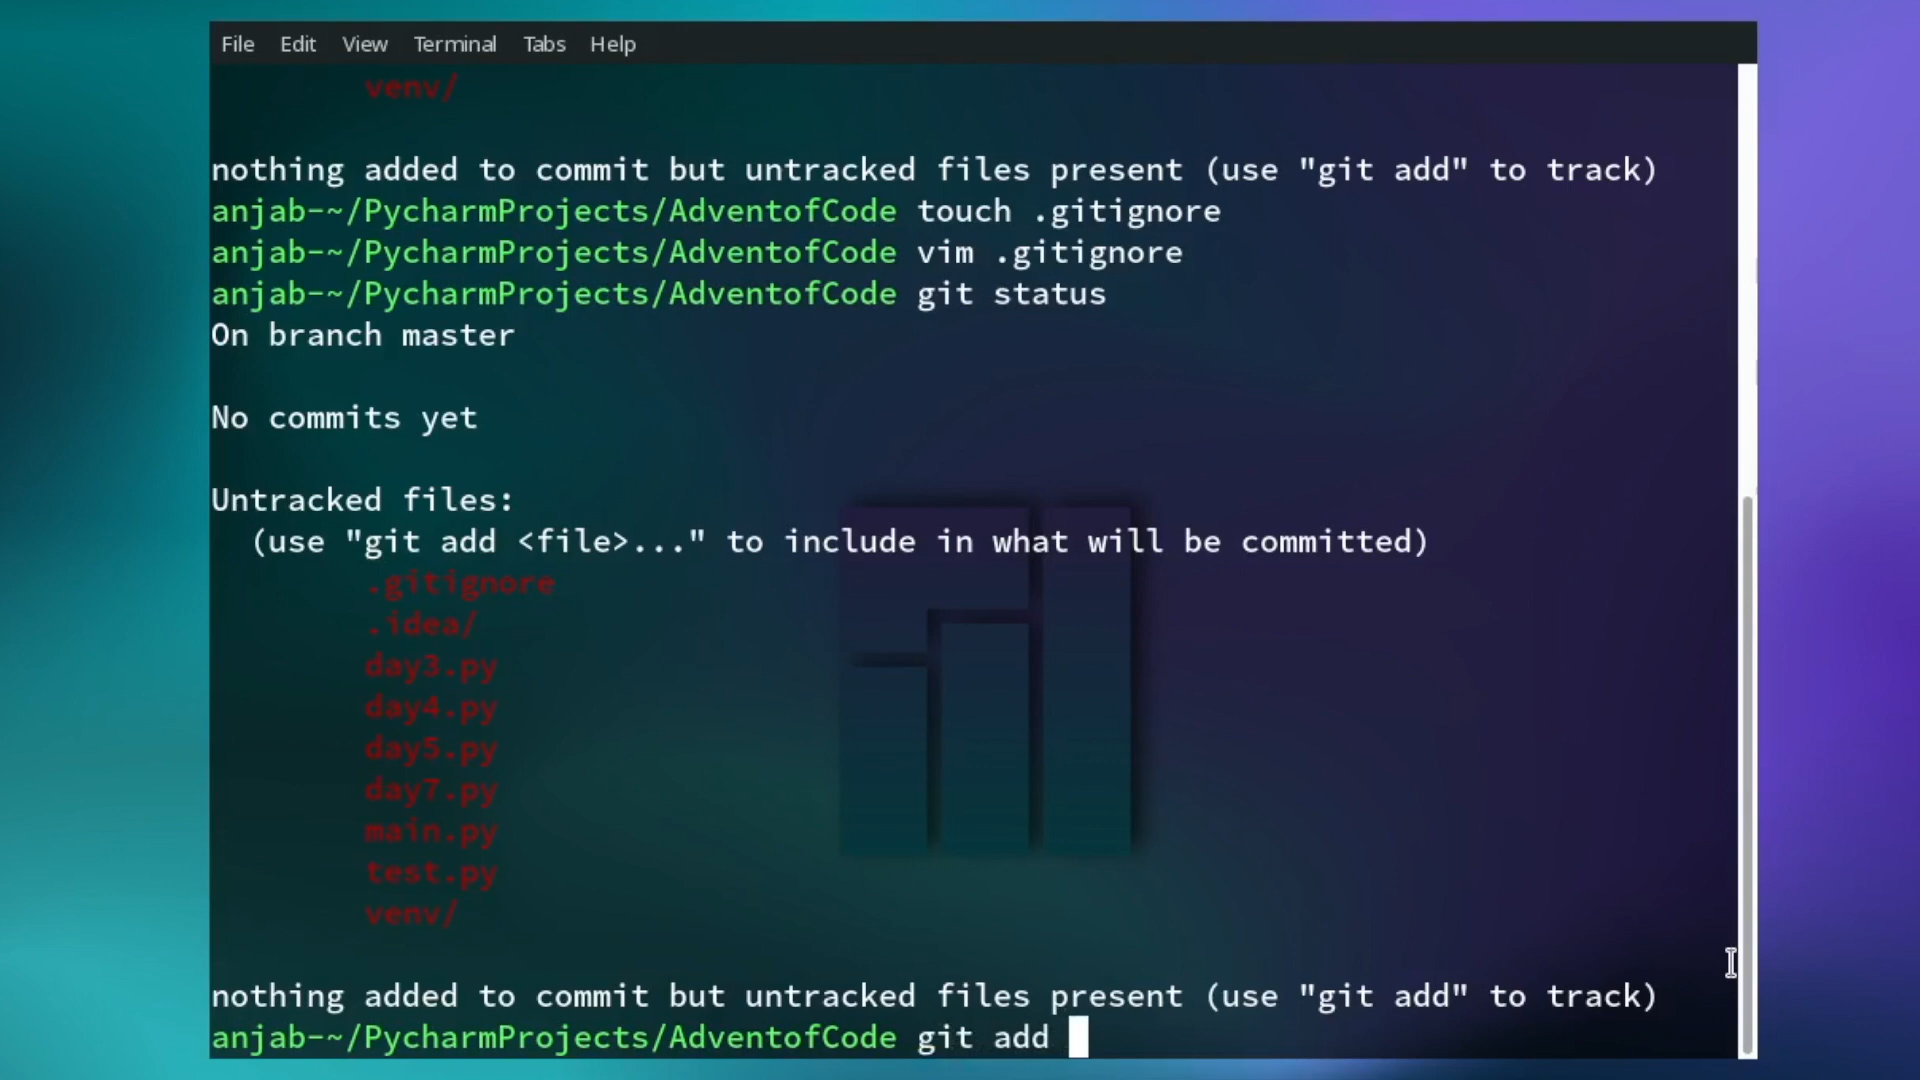 File Edit View Terminal Tabs Help
venv/
nothing added to commit but untracked files present (use "git add" to track)
anjab-~/PycharmProjects/AdventofCode touch .gitignore
anjab-~/PycharmProjects/AdventofCode vim .gitignore
anjab-~/PycharmProjects/AdventofCode git status
On branch master
No commits yet
Untracked files:
(use "git add <file>..." to include in what will be committed)
.gitignore
.idea/
day3.py
day4.py
day5.py
day7.py
main.py
test.py
venv/
nothing added to commit but untracked files present (use "git add" to track)
anjab-~/PycharmProjects/AdventofCode git add